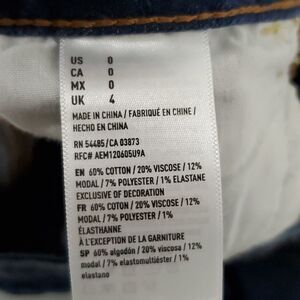 US 0
CA 0
MX 0
UK 4
MADE IN CHINA / FABRIQUÉ EN CHINE /
HECHO EN CHINA
RN 54485/CA 03873
RFC# AEM120605U9A
EN 60% COTTON / 20% VISCOSE / 12%
MODAL / 7% POLYESTER / 1% ELASTANE
EXCLUSIVE OF DECORATION
FR 60% COTON / 20% VISCOSE / 12%
MODAL / 7% POLYESTER / 1%
ÉLASTHANNE
À L'EXCEPTION DE LA GARNITURE
SP 60% algodón / 20% viscosa / 12%
modal / 7% elastomultiéster / 1%
elastano